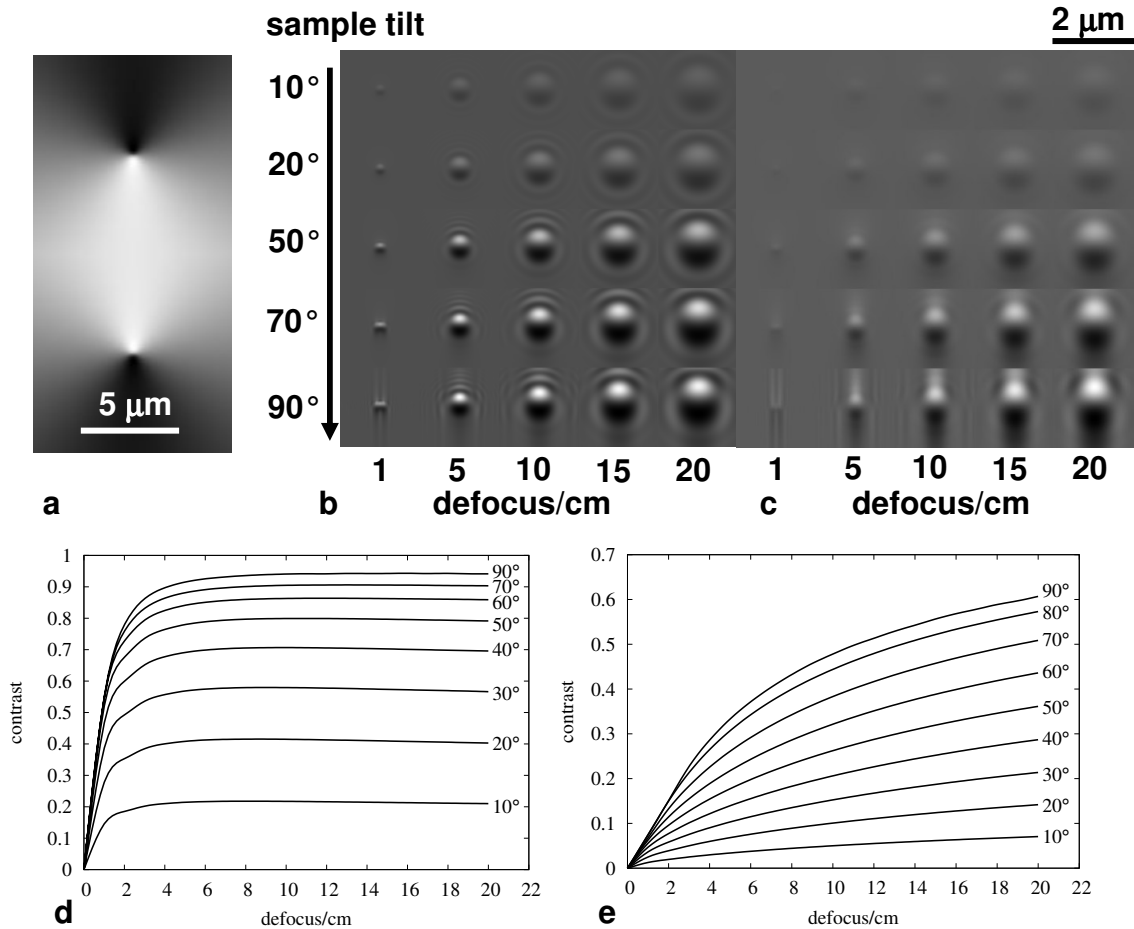 sample tilt
2 μm
10°
20°
50°
70°
90°
5 μm
1 5 10 15 20
1 5 10 15 20
a
b
defocus/cm
c
defocus/cm
1
0.9
0.8
0.7
0.6
0.5
0.4
0.3
0.2
0.1
0
contrast
90°
70°
60°
50°
40°
30°
20°
10°
0 2 4 6 8 10 12 14 16 18 20 22
d
defocus/cm
0.7
0.6
0.5
0.4
0.3
0.2
0.1
0
contrast
90°
80°
70°
60°
50°
40°
30°
20°
10°
0 2 4 6 8 10 12 14 16 18 20 22
e
defocus/cm